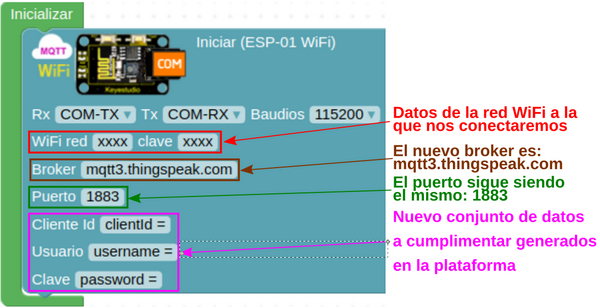 Inicializar
MQTT
WiFi
Keyestudio
COM
Iniciar (ESP-01 WiFi)
Rx COM-TX ▾ Tx COM-RX ▾ Baudios 115200 ▾
WiFi red xxxx clave xxxx
Broker mqtt3.thingspeak.com
Puerto 1883
Cliente Id clientId =
Usuario username =
Clave password =
Datos de la red WiFi a la
que nos conectaremos
El nuevo broker es:
mqtt3.thingspeak.com
El puerto sigue siendo
el mismo: 1883
Nuevo conjunto de datos
a cumplimentar generados
en la plataforma